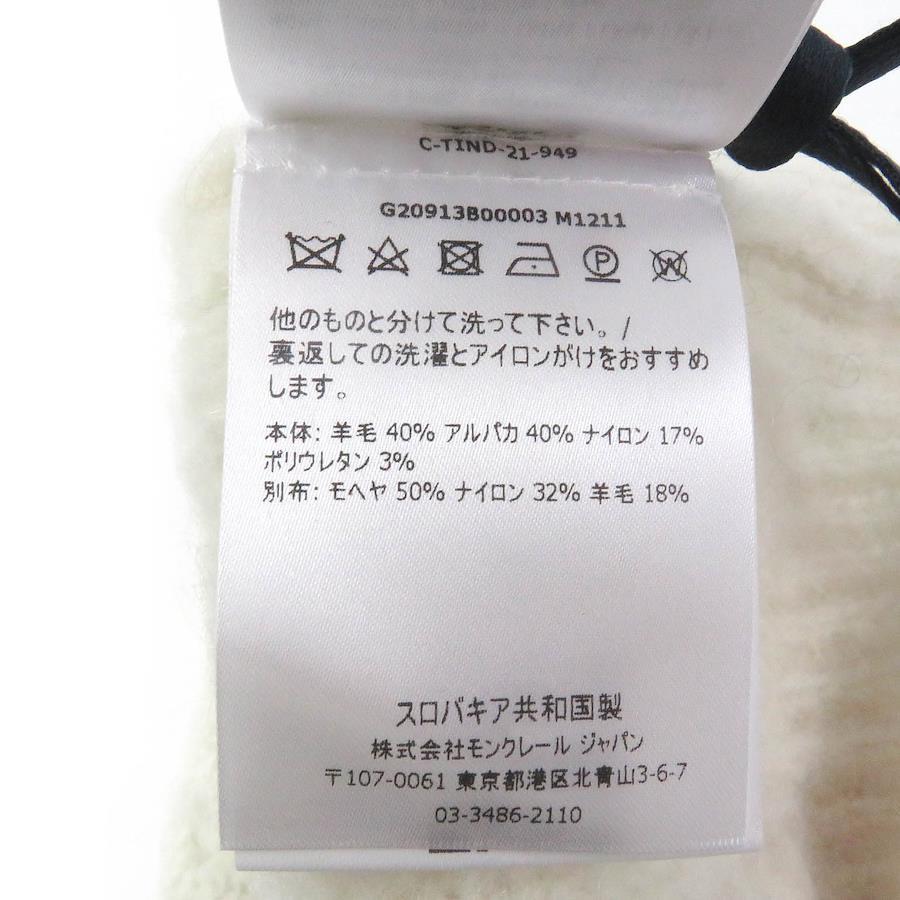 C-TIND-21-949
G20913B00003 M1211
P W
他のものと分けて洗って下さい。/
裏返しての洗濯とアイロンがけをおすすめ
します。
本体: 羊毛 40% アルパカ 40% ナイロン 17%
ポリウレタン 3%
別布: モヘヤ 50% ナイロン 32% 羊毛 18%
スロバキア共和国製
株式会社モンクレール ジャパン
〒107-0061 東京都港区北青山3-6-7
03-3486-2110